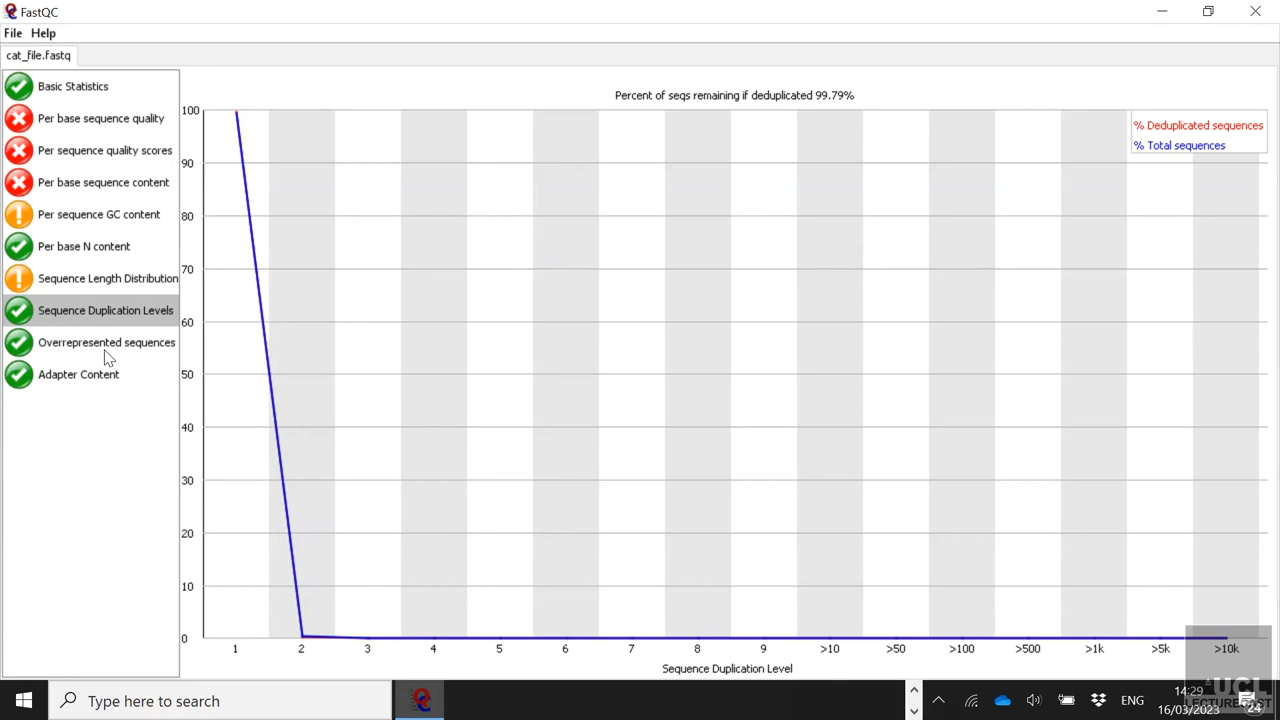 FastQC
File Help
cat_file.fastq
Basic Statistics
Per base sequence quality
Per sequence quality scores
Per base sequence content
Per sequence GC content
Per base N content
Sequence Length Distribution
Sequence Duplication Levels
Overrepresented sequences
Adapter Content
Percent of seqs remaining if deduplicated 99.79%
% Deduplicated sequences
% Total sequences
100
90
80
70
60
50
40
30
20
10
0
1 2 3 4 5 6 7 8 9 >10 >50 >100 >500 >1k >5k >10k
Sequence Duplication Level
Type here to search
ENG
14:29
16/03/2023
24
UCL
LECTURECAST